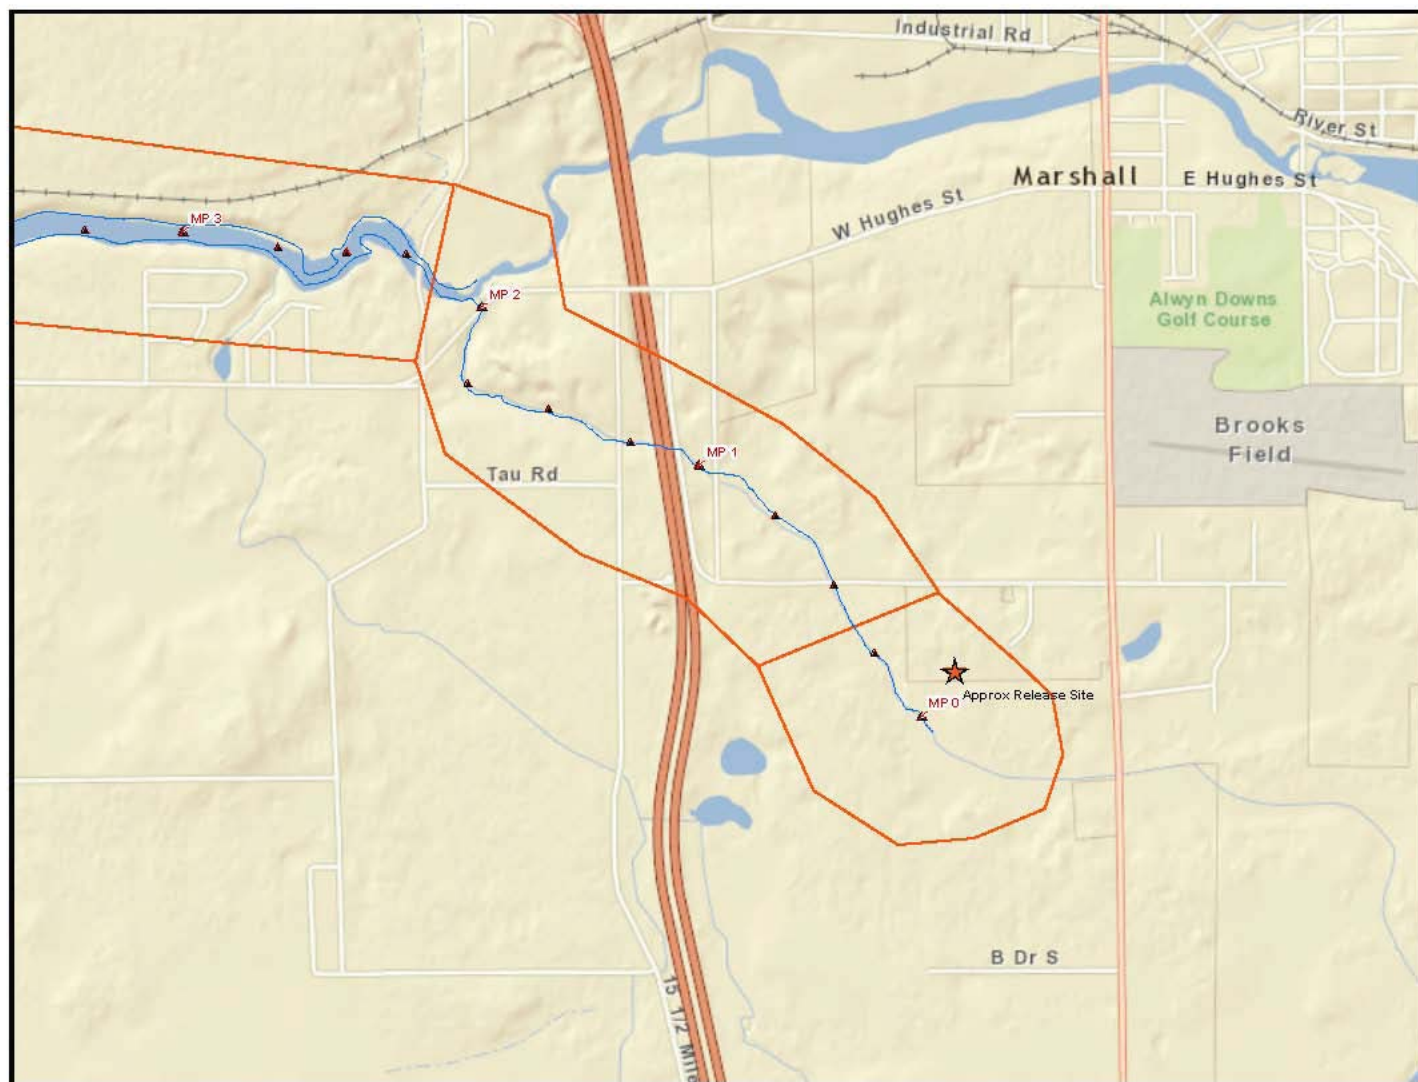 Industrial Rd
River St
Marshall
E Hughes St
W Hughes St
MP 3
MP 2
Alwyn Downs
Golf Course
Brooks
Field
MP 1
Tau Rd
Approx Release Site
MP 0
B Dr S
15 1/2 Mile